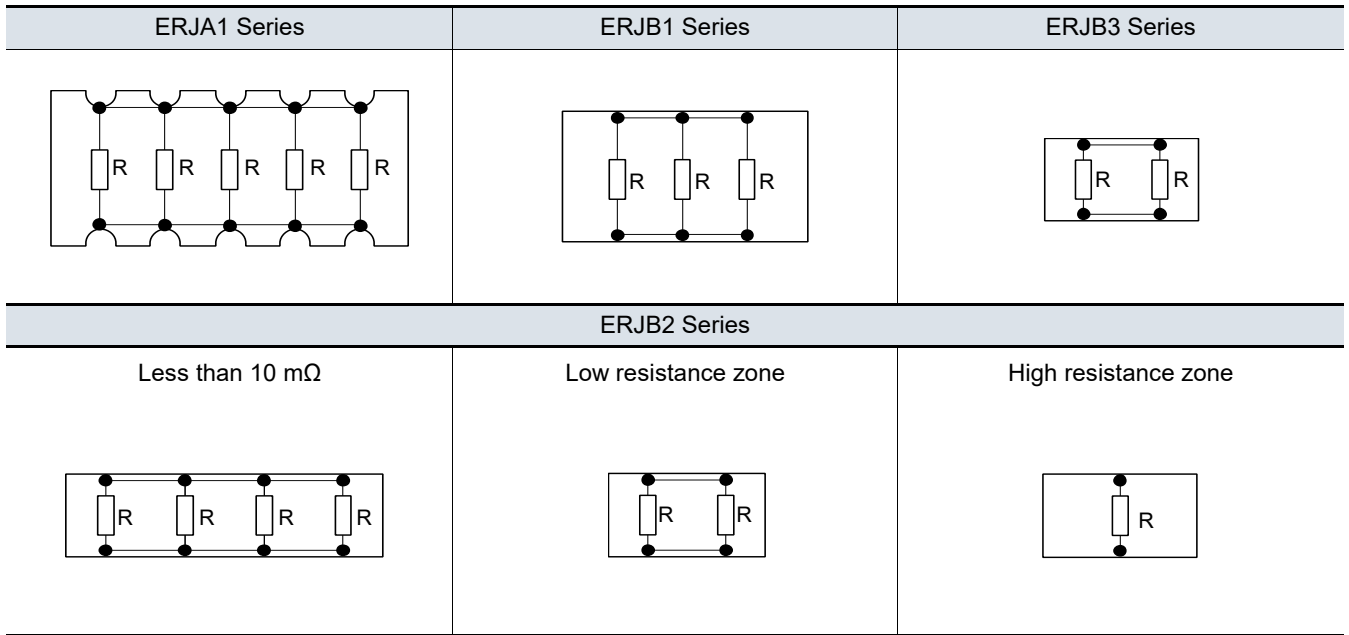 ERJA1 Series ERJB1 Series ERJB3 Series
R R R R R
R R R
R R
ERJB2 Series
Less than 10 mΩ Low resistance zone High resistance zone
R R R R
R R
R